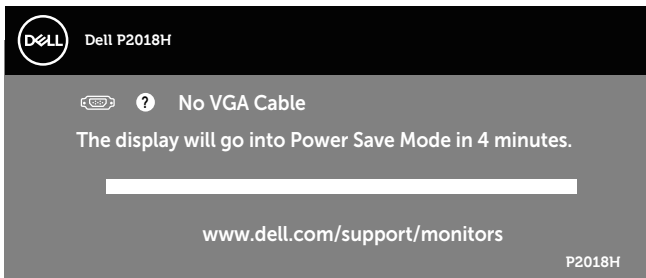 DELL
Dell P2018H
? No VGA Cable
The display will go into Power Save Mode in 4 minutes.
www.dell.com/support/monitors
P2018H